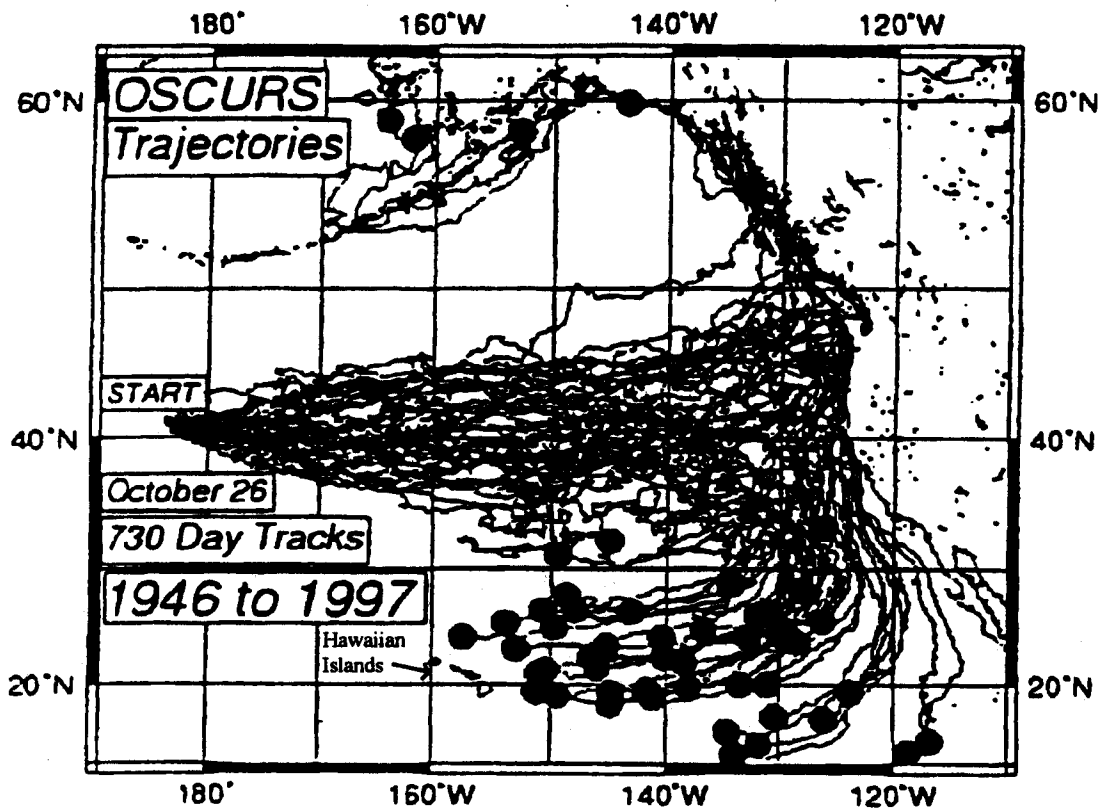 180° 160°W 140°W 120°W
60°N OSCURS 60°N
Trajectories
START
40°N 40°N
October 26
730 Day Tracks
1946 to 1997
Hawaiian
Islands
20°N 20°N
180° 160°W 140°W 120°W